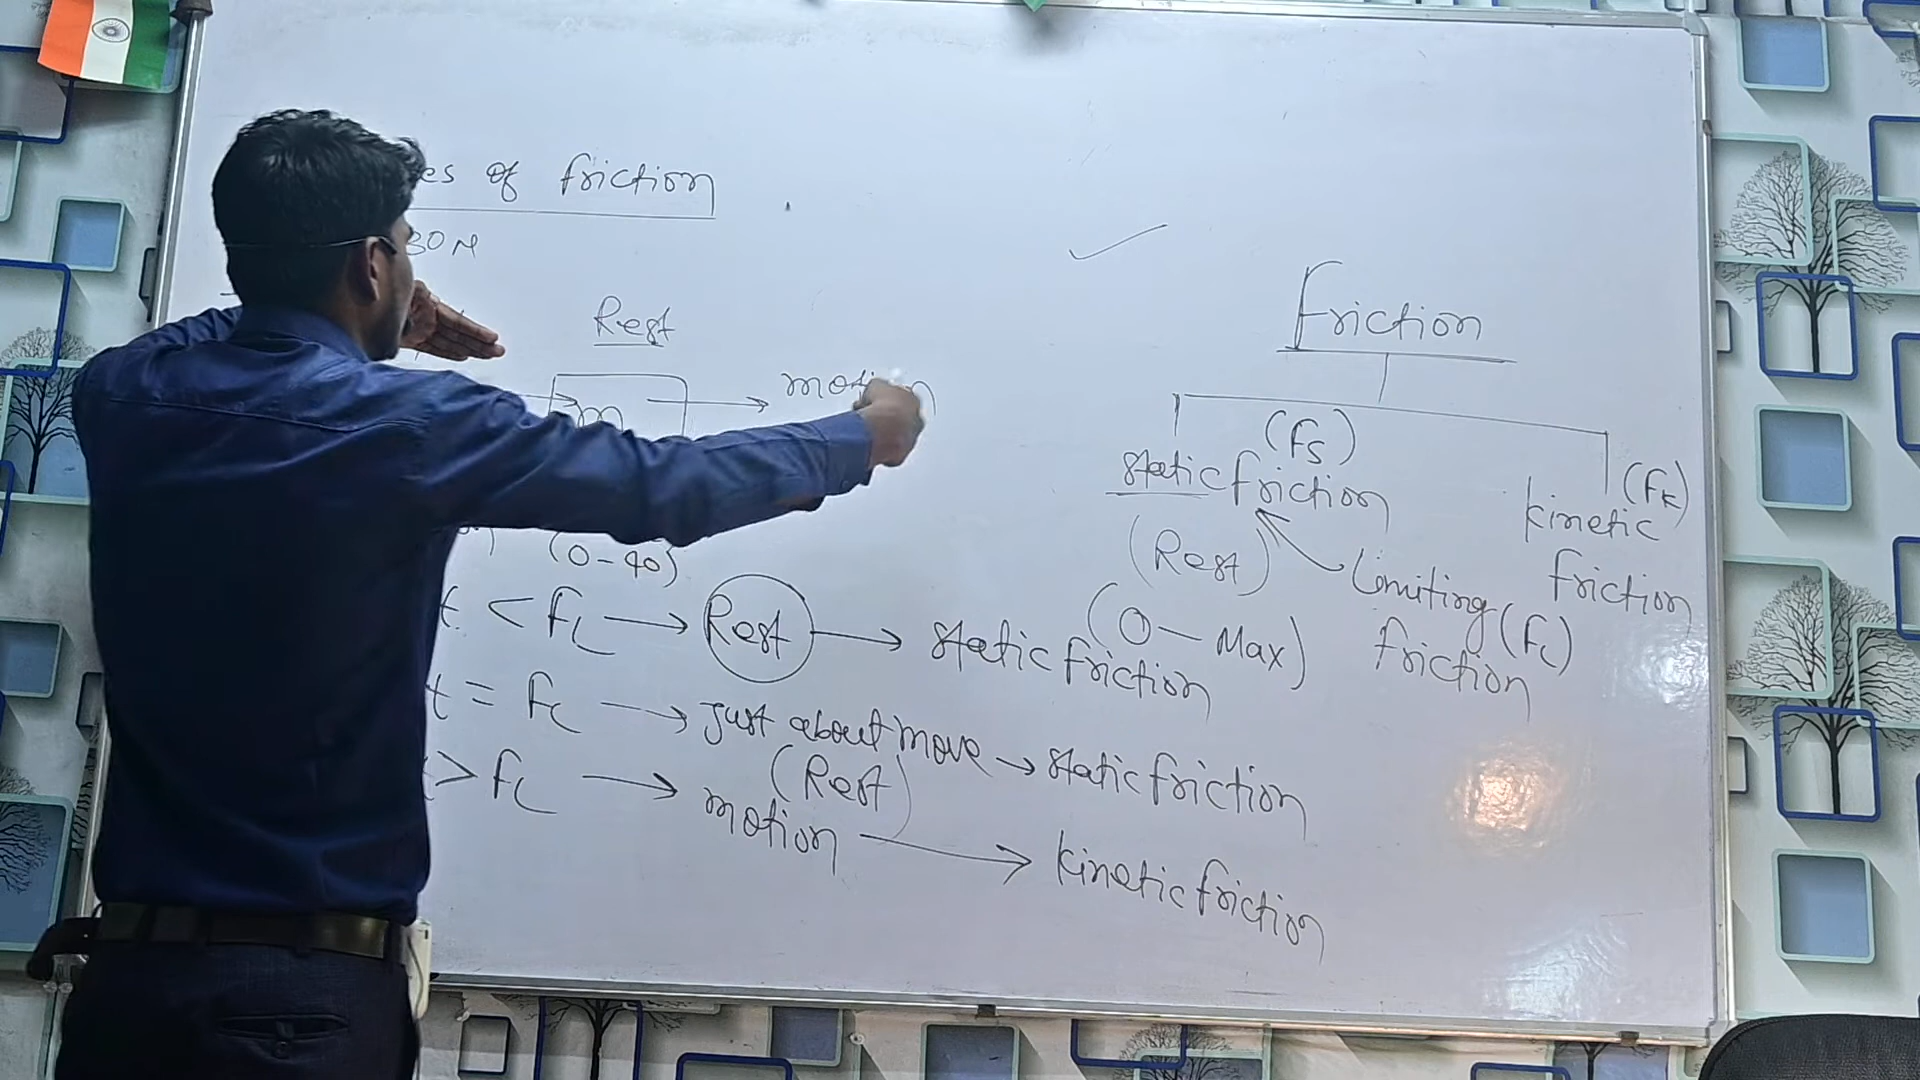 es of friction
30 N
Rest
m
motion
(0-40)
t < fL → Rest → static friction
t = fL → Just about move → static friction
(Rest)
> fL → motion → kinetic friction
Friction
(fs)
static friction
(Rest)
(0 — Max)
Limiting (fL)
friction
(fk)
kinetic
friction